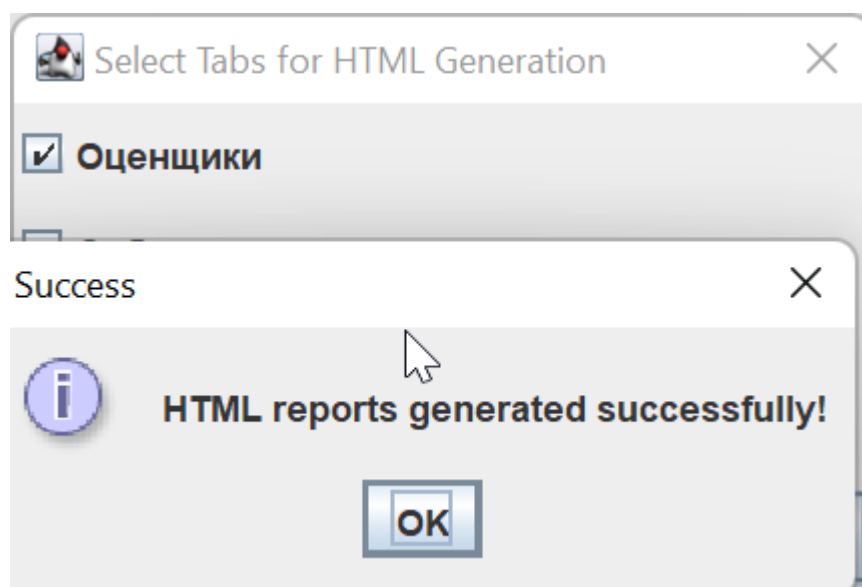 Select Tabs for HTML Generation
Оценщики
Success
HTML reports generated successfully!
OK